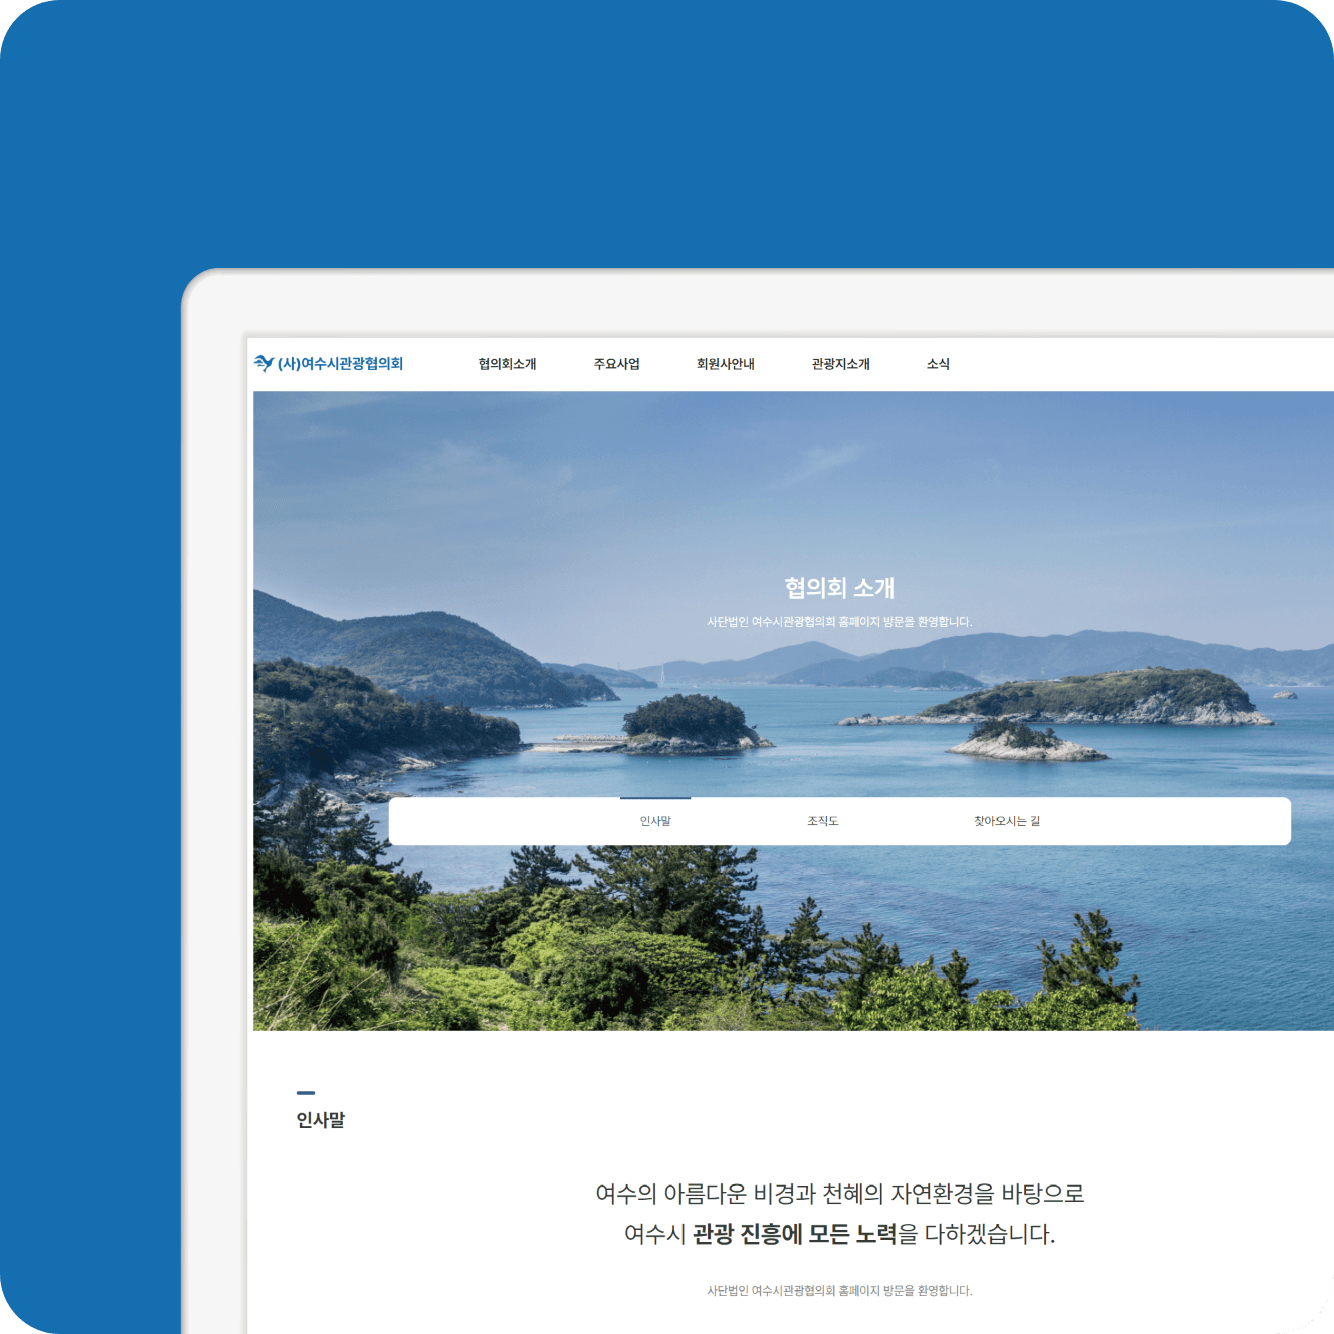 (사)여수시관광협의회 협의회소개 주요사업 회원사안내 관광지소개 소식
협의회 소개
사단법인 여수시관광협의회 홈페이지 방문을 환영합니다.
인사말 조직도 찾아오시는 길
인사말
여수의 아름다운 비경과 천혜의 자연환경을 바탕으로
여수시 관광 진흥에 모든 노력을 다하겠습니다.
사단법인 여수시관광협의회 홈페이지 방문을 환영합니다.